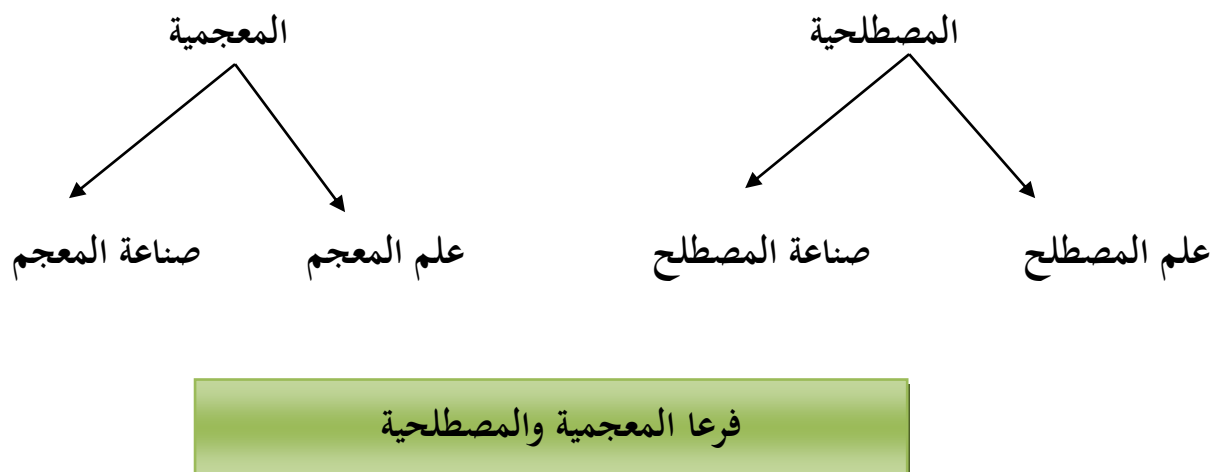 المصطلحية
المعجمية
علم المصطلح
صناعة المصطلح
علم المعجم
صناعة المعجم
فرعا المعجمية والمصطلحية